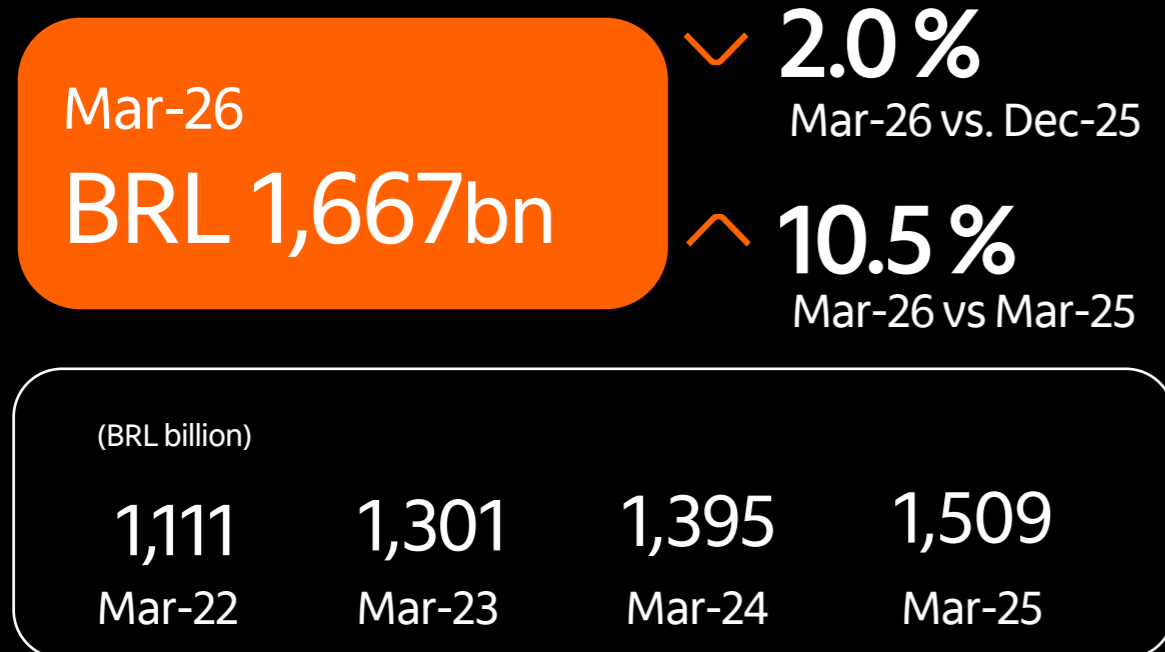 Mar-26
BRL 1,667bn
2.0 %
Mar-26 vs. Dec-25
10.5 %
Mar-26 vs Mar-25
(BRL billion)
1,111 1,301 1,395 1,509
Mar-22 Mar-23 Mar-24 Mar-25